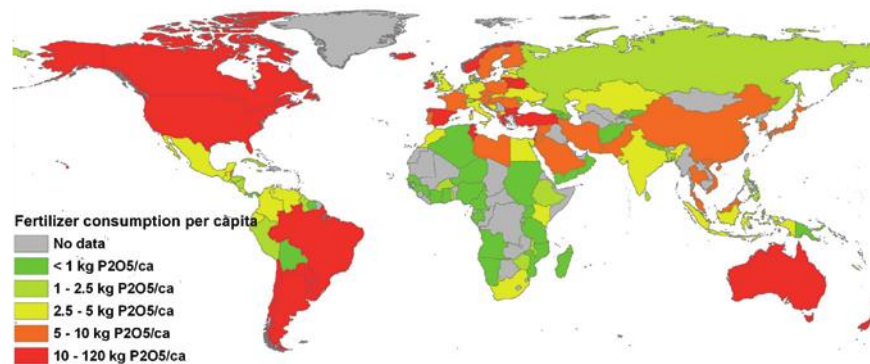 Fertilizer consumption per càpita
No data
< 1 kg P2O5/ca
1 - 2.5 kg P2O5/ca
2.5 - 5 kg P2O5/ca
5 - 10 kg P2O5/ca
10 - 120 kg P2O5/ca